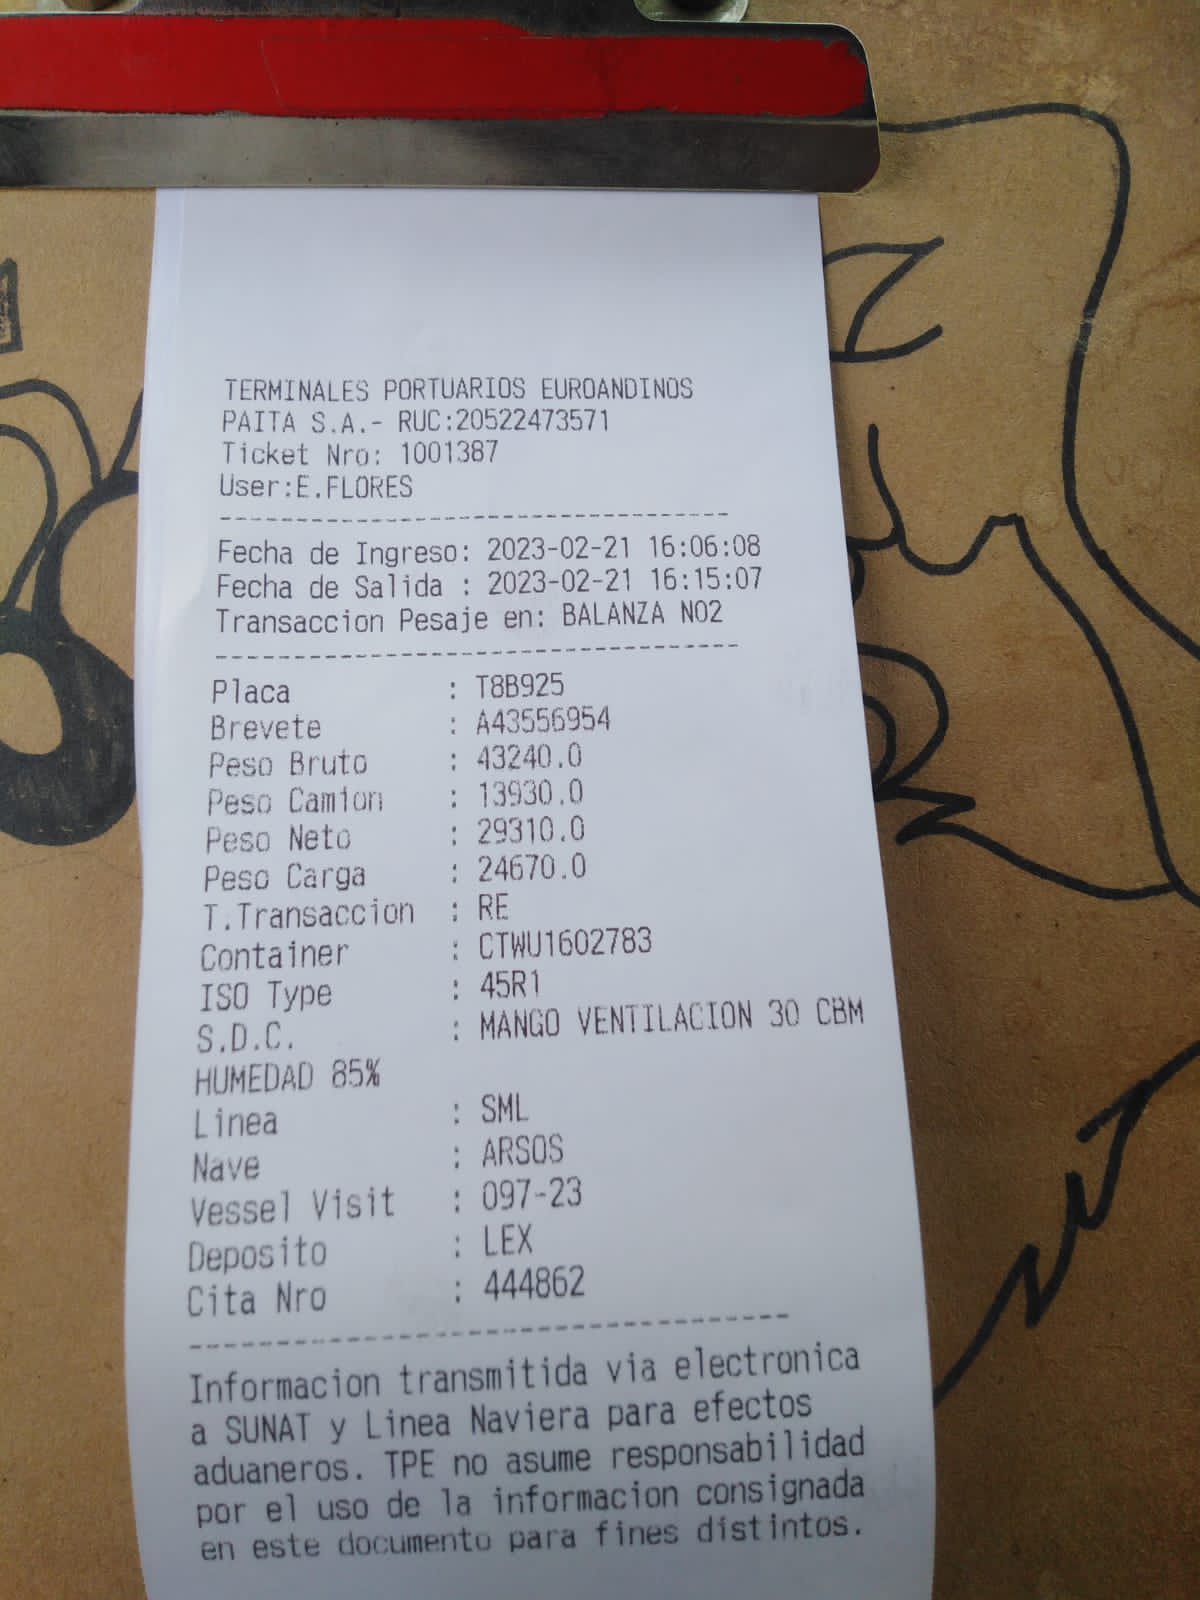 TERMINALES PORTUARIOS EUROANDINOS
PAITA S.A.- RUC:20522473571
Ticket Nro: 1001387
User:E.FLORES
--------------------------------
Fecha de Ingreso: 2023-02-21 16:06:08
Fecha de Salida : 2023-02-21 16:15:07
Transaccion Pesaje en: BALANZA NO2
--------------------------------
Placa : T8B925
Brevete : A43556954
Peso Bruto : 43240.0
Peso Camion : 13930.0
Peso Neto : 29310.0
Peso Carga : 24670.0
T.Transaccion : RE
Container : CTWU1602783
ISO Type : 45R1
S.D.C. : MANGO VENTILACION 30 CBM
HUMEDAD 85%
Linea : SML
Nave : ARSOS
Vessel Visit : 097-23
Deposito : LEX
Cita Nro : 444862
--------------------------------
Informacion transmitida via electronica
a SUNAT y Linea Naviera para efectos
aduaneros. TPE no asume responsabilidad
por el uso de la informacion consignada
en este documento para fines distintos.